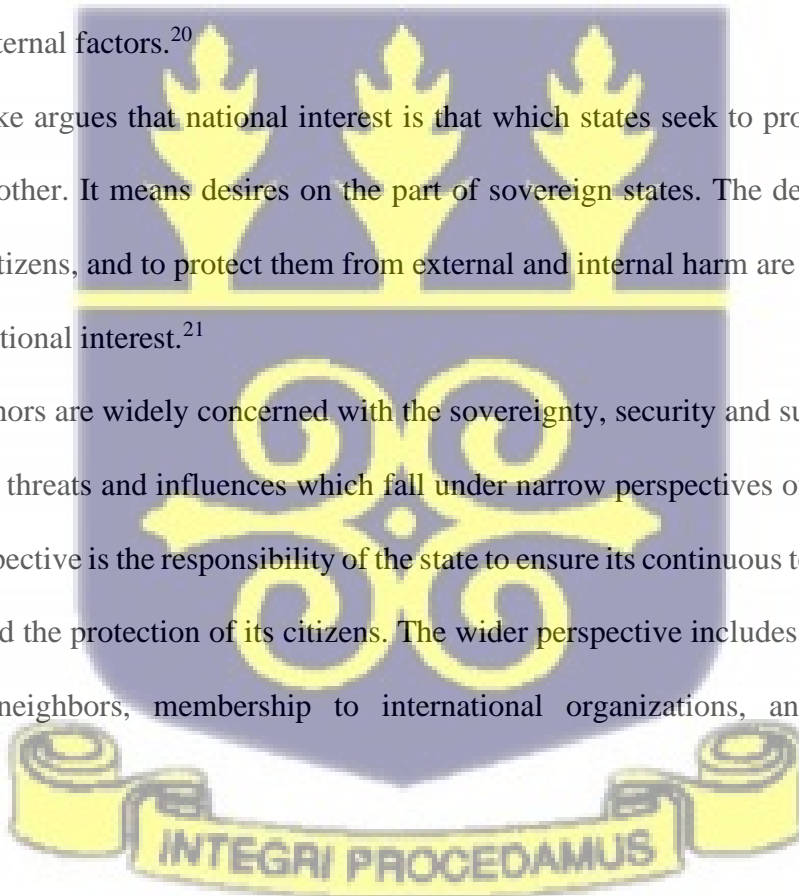 ternal factors.20
ke argues that national interest is that which states seek to pro
other. It means desires on the part of sovereign states. The de
tizens, and to protect them from external and internal harm are
tional interest.21
hors are widely concerned with the sovereignty, security and su
threats and influences which fall under narrow perspectives o
pective is the responsibility of the state to ensure its continuous t
d the protection of its citizens. The wider perspective includes
neighbors, membership to international organizations, an
INTEGRI PROCEDAMUS